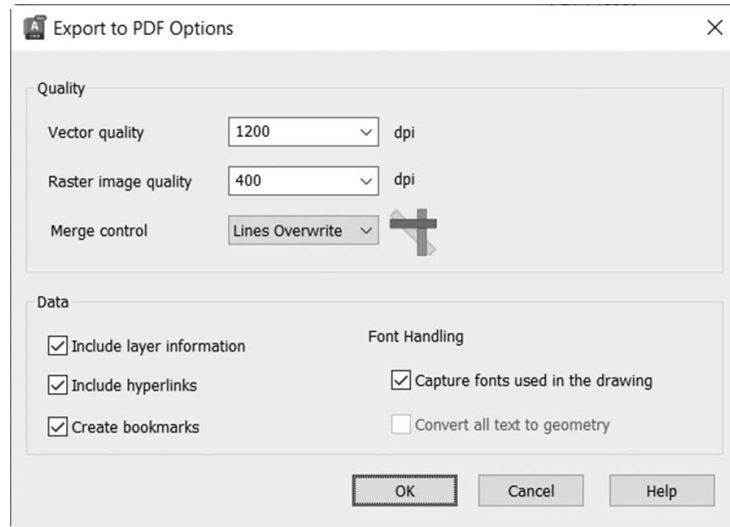 Export to PDF Options
Quality
Vector quality 1200 dpi
Raster image quality 400 dpi
Merge control Lines Overwrite
Data
Include layer information
Include hyperlinks
Create bookmarks
Font Handling
Capture fonts used in the drawing
Convert all text to geometry
OK Cancel Help